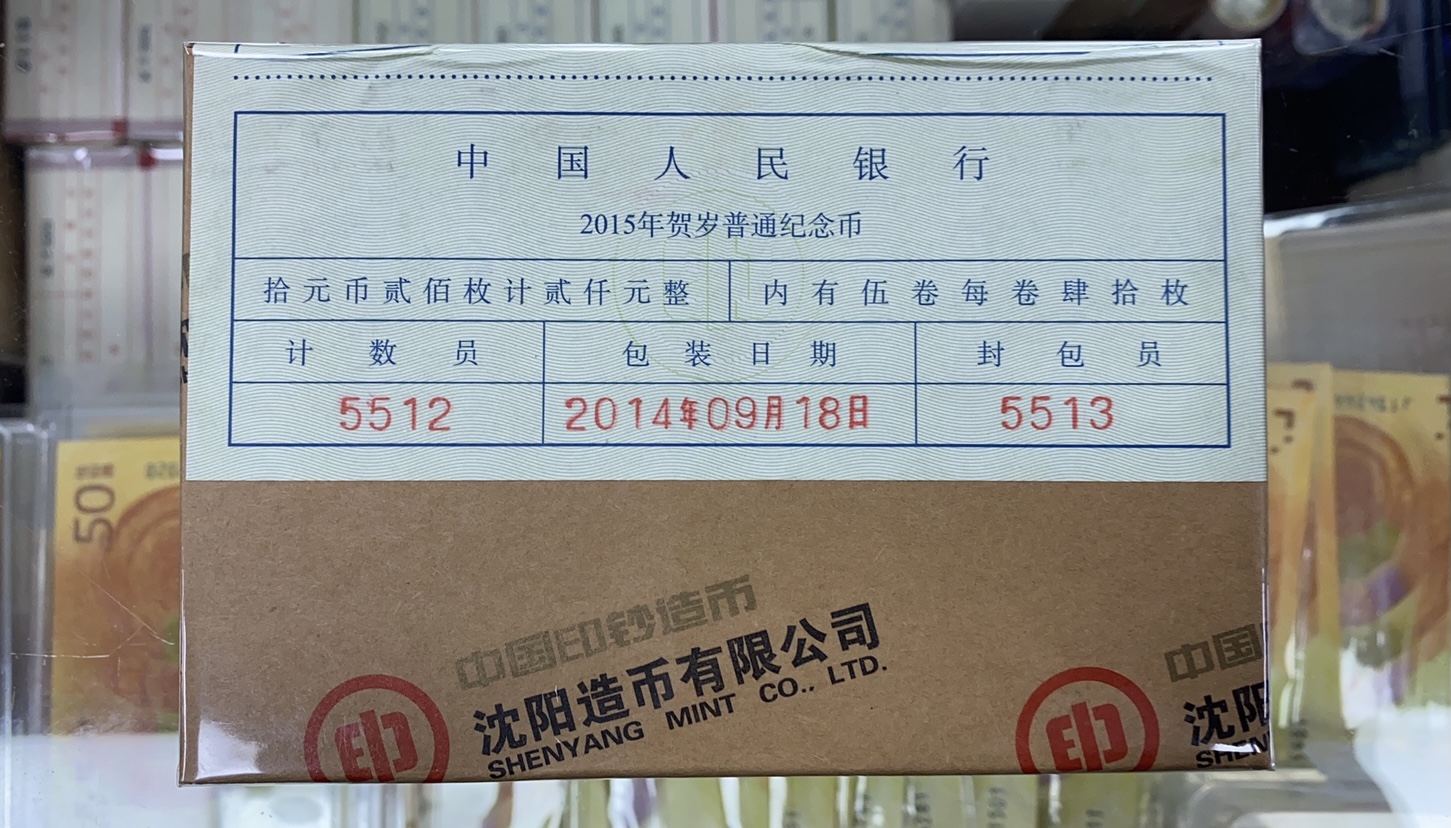 中国人民银行
2015年贺岁普通纪念币
拾元币贰佰枚计贰仟元整 内有伍卷每卷肆拾枚
计数员 包装日期 封包员
5512 2014年09月18日 5513
50
中国印钞造币
沈阳造币有限公司
SHENYANG MINT CO., LTD.
中国
沈阳
SHEN